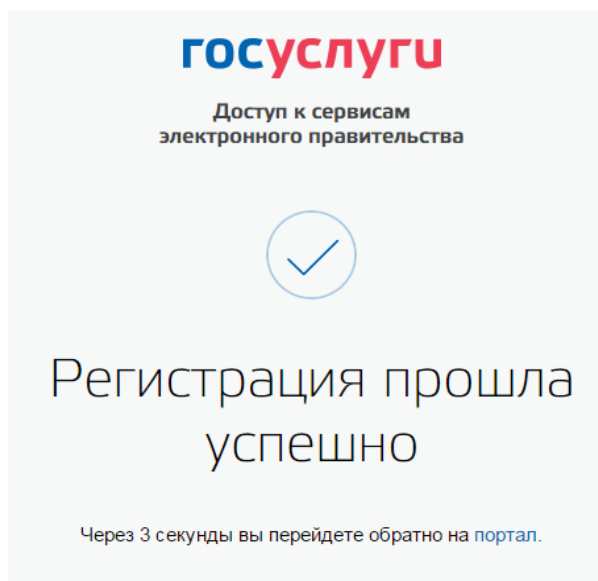 госуслуги
Доступ к сервисам
электронного правительства
Регистрация прошла
успешно
Через 3 секунды вы перейдете обратно на портал.